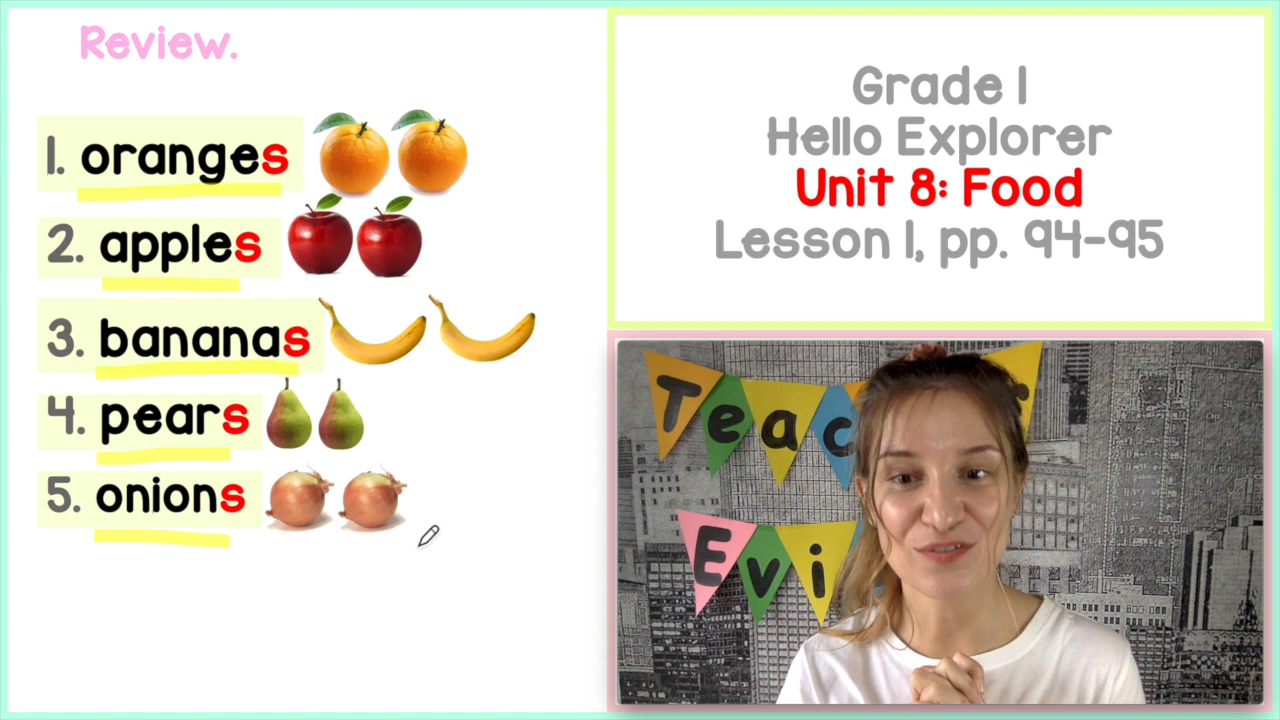 Review.
1. oranges
2. apples
3. bananas
4. pears
5. onions
Grade 1
Hello Explorer
Unit 8: Food
Lesson 1, pp. 94-95
Teac
Evi